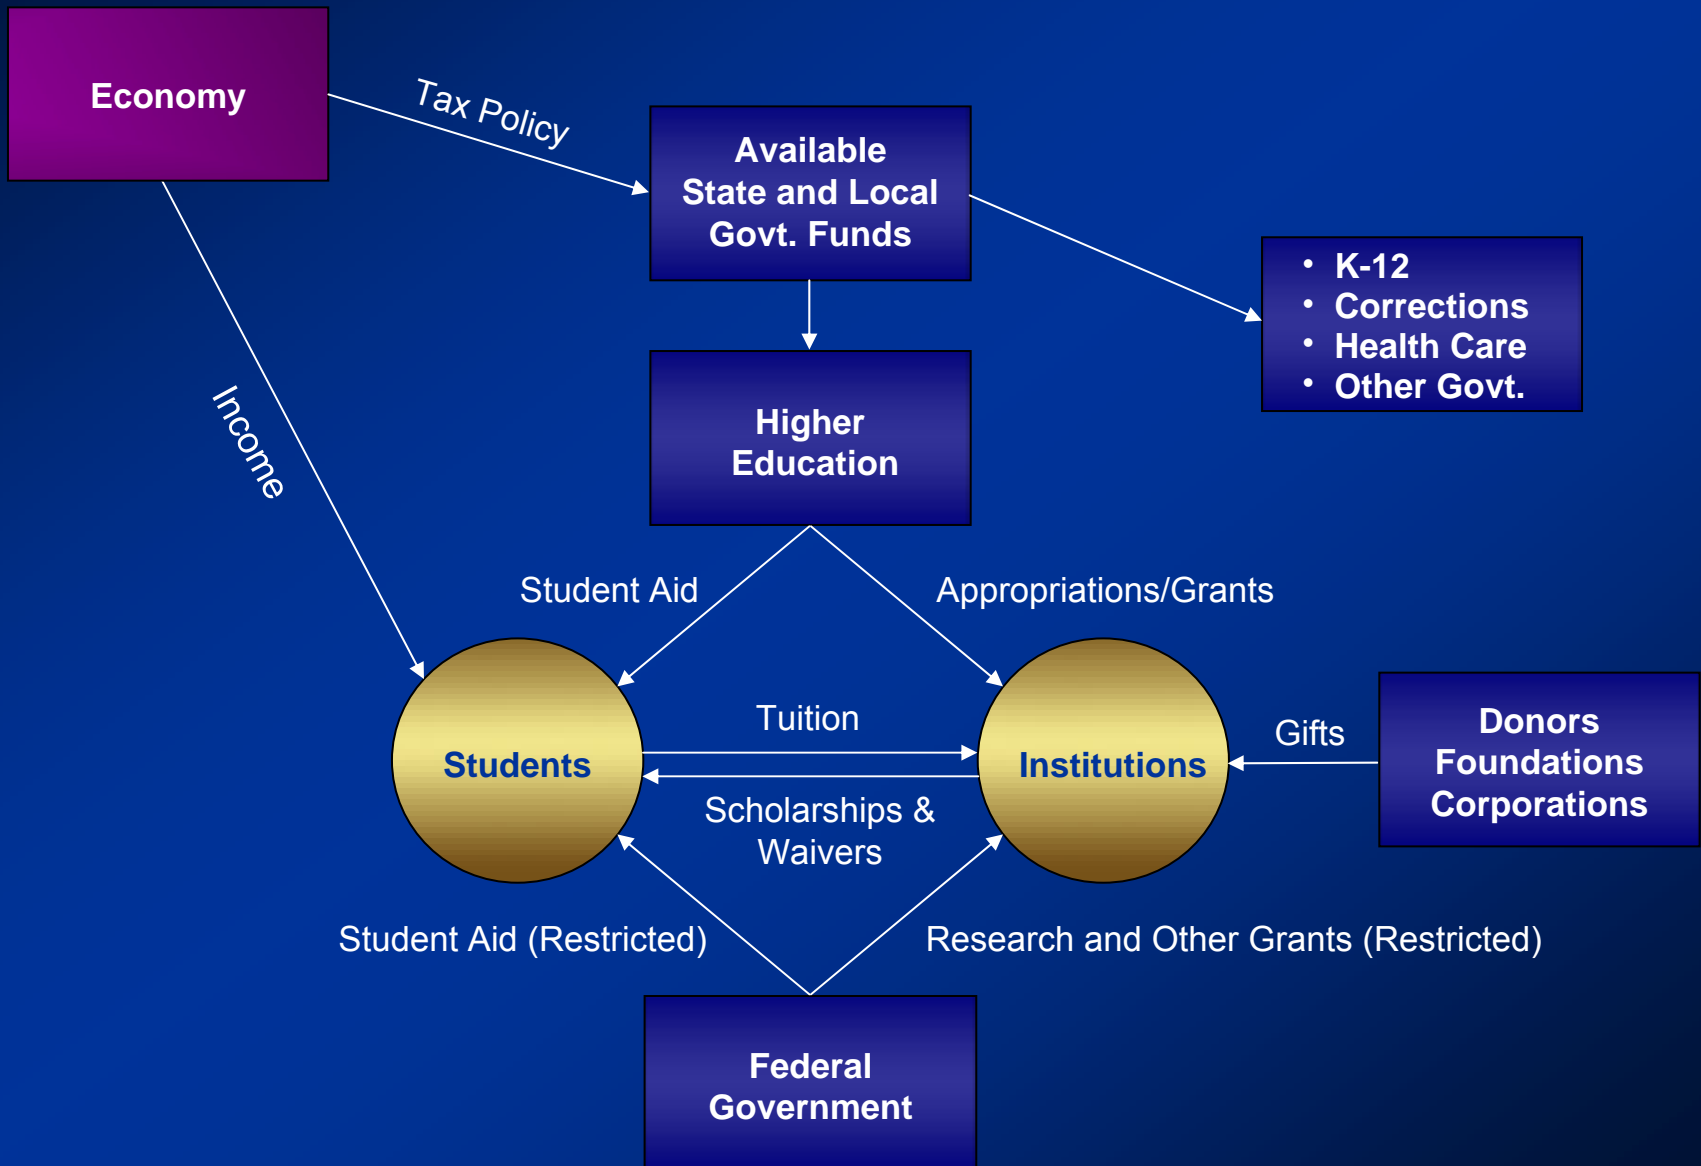 Economy
Tax Policy
Available
State and Local
Govt. Funds
• K-12
• Corrections
• Health Care
• Other Govt.
Income
Higher
Education
Student Aid
Appropriations/Grants
Students
Tuition
Scholarships &
Waivers
Institutions
Gifts
Donors
Foundations
Corporations
Student Aid (Restricted)
Research and Other Grants (Restricted)
Federal
Government